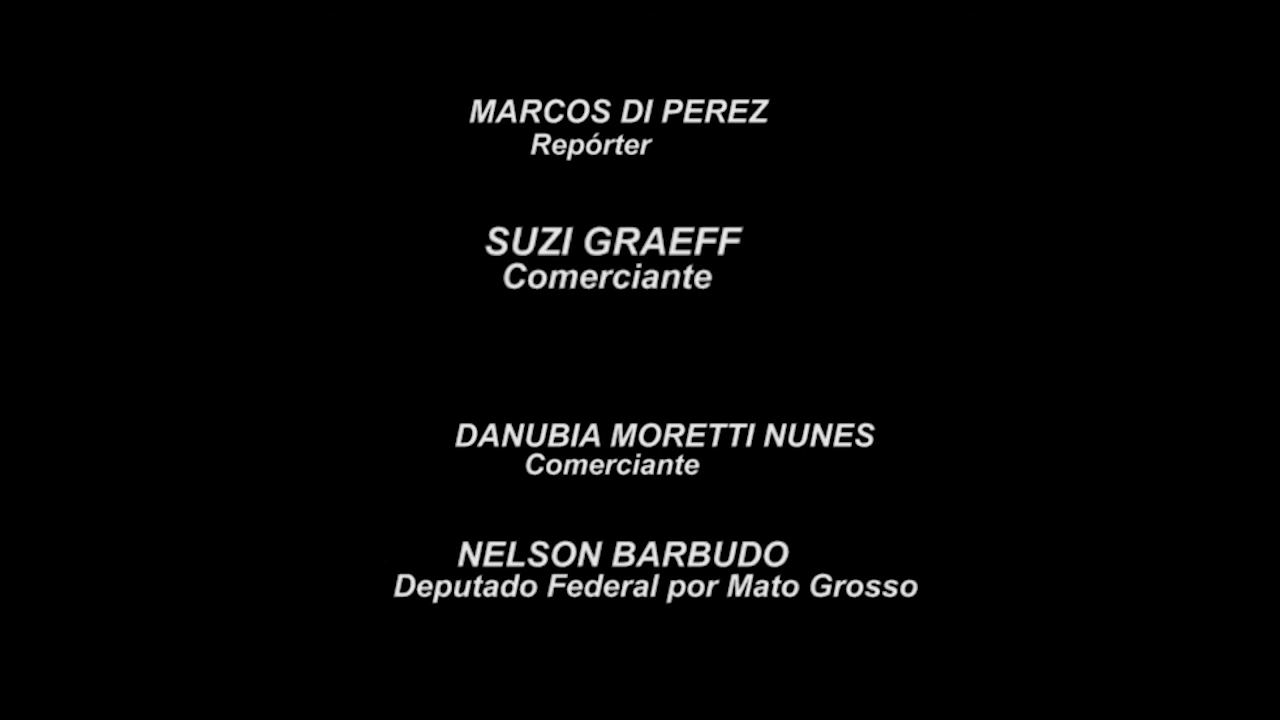 MARCOS DI PEREZ
Repórter
SUZI GRAEFF
Comerciante
DANUBIA MORETTI NUNES
Comerciante
NELSON BARBUDO
Deputado Federal por Mato Grosso